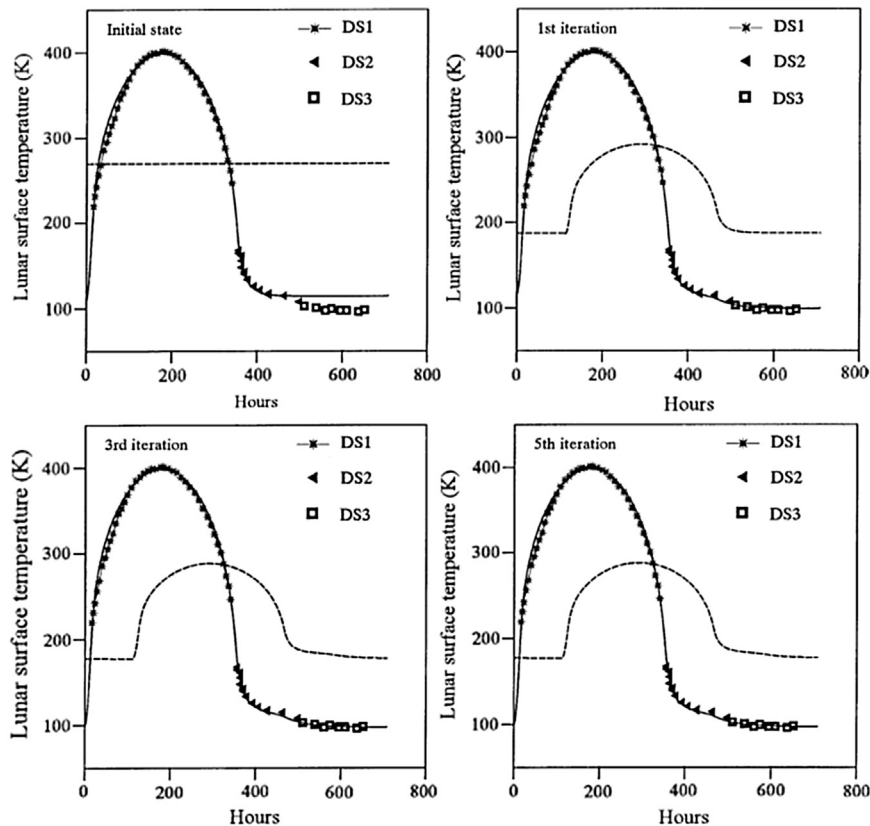 Initial state
DS1
DS2
DS3
400
300
200
100
0 200 400 600 800
Lunar surface temperature (K)
Hours
1st iteration
DS1
DS2
DS3
400
300
200
100
0 200 400 600 800
Lunar surface temperature (K)
Hours
3rd iteration
DS1
DS2
DS3
400
300
200
100
0 200 400 600 800
Lunar surface temperature (K)
Hours
5th iteration
DS1
DS2
DS3
400
300
200
100
0 200 400 600 800
Lunar surface temperature (K)
Hours